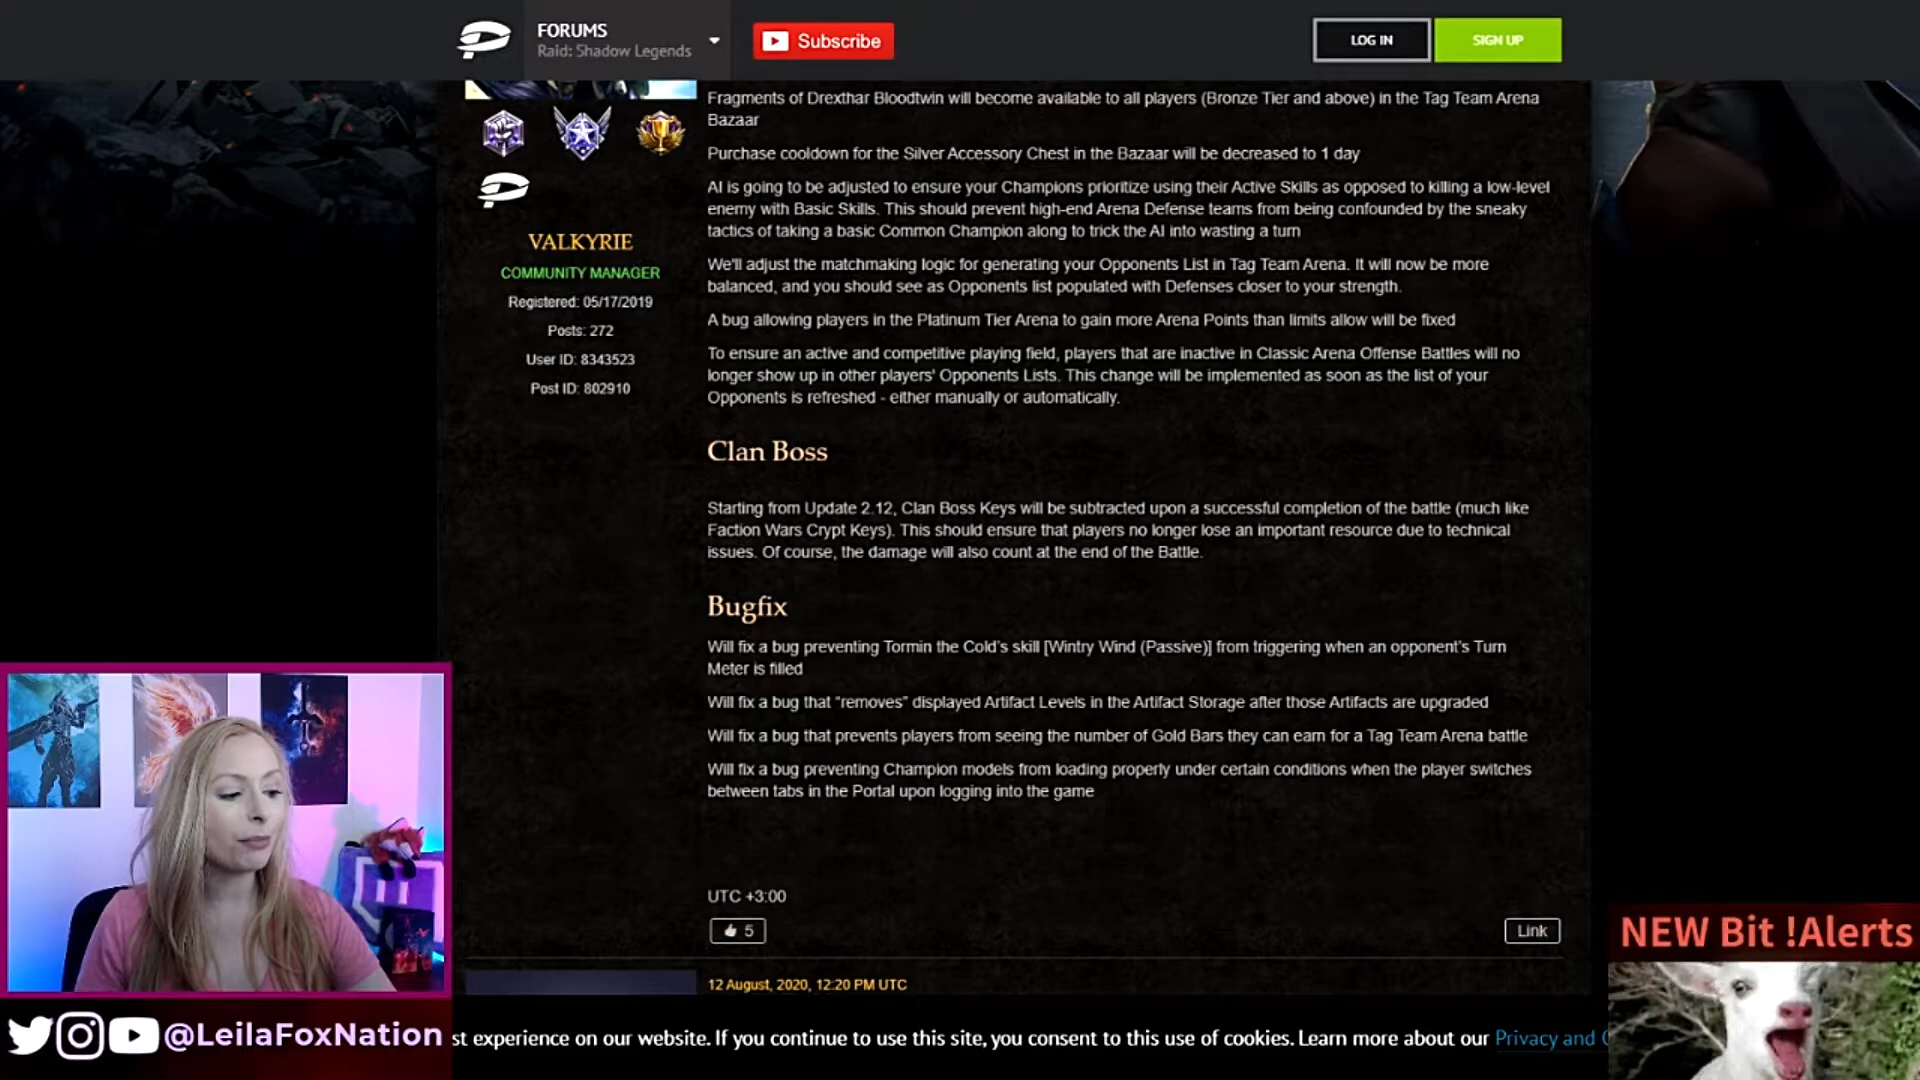 FORUMS
Raid: Shadow Legends
Subscribe
LOG IN
SIGN UP
VALKYRIE
COMMUNITY MANAGER
Registered: 05/17/2019
Posts: 272
User ID: 8343523
Post ID: 802910
Fragments of Drexthar Bloodtwin will become available to all players (Bronze Tier and above) in the Tag Team Arena
Bazaar
Purchase cooldown for the Silver Accessory Chest in the Bazaar will be decreased to 1 day
AI is going to be adjusted to ensure your Champions prioritize using their Active Skills as opposed to killing a low-level
enemy with Basic Skills. This should prevent high-end Arena Defense teams from being confounded by the sneaky
tactics of taking a basic Common Champion along to trick the AI into wasting a turn
We'll adjust the matchmaking logic for generating your Opponents List in Tag Team Arena. It will now be more
balanced, and you should see as Opponents list populated with Defenses closer to your strength.
A bug allowing players in the Platinum Tier Arena to gain more Arena Points than limits allow will be fixed
To ensure an active and competitive playing field, players that are inactive in Classic Arena Offense Battles will no
longer show up in other players' Opponents Lists. This change will be implemented as soon as the list of your
Opponents is refreshed - either manually or automatically.
Clan Boss
Starting from Update 2.12, Clan Boss Keys will be subtracted upon a successful completion of the battle (much like
Faction Wars Crypt Keys). This should ensure that players no longer lose an important resource due to technical
issues. Of course, the damage will also count at the end of the Battle.
Bugfix
Will fix a bug preventing Tormin the Cold's skill [Wintry Wind (Passive)] from triggering when an opponent's Turn
Meter is filled
Will fix a bug that “removes” displayed Artifact Levels in the Artifact Storage after those Artifacts are upgraded
Will fix a bug that prevents players from seeing the number of Gold Bars they can earn for a Tag Team Arena battle
Will fix a bug preventing Champion models from loading properly under certain conditions when the player switches
between tabs in the Portal upon logging into the game
UTC +3:00
5
Link
12 August, 2020, 12:20 PM UTC
NEW Bit !Alerts
@LeilaFoxNation
st experience on our website. If you continue to use this site, you consent to this use of cookies. Learn more about our Privacy and C